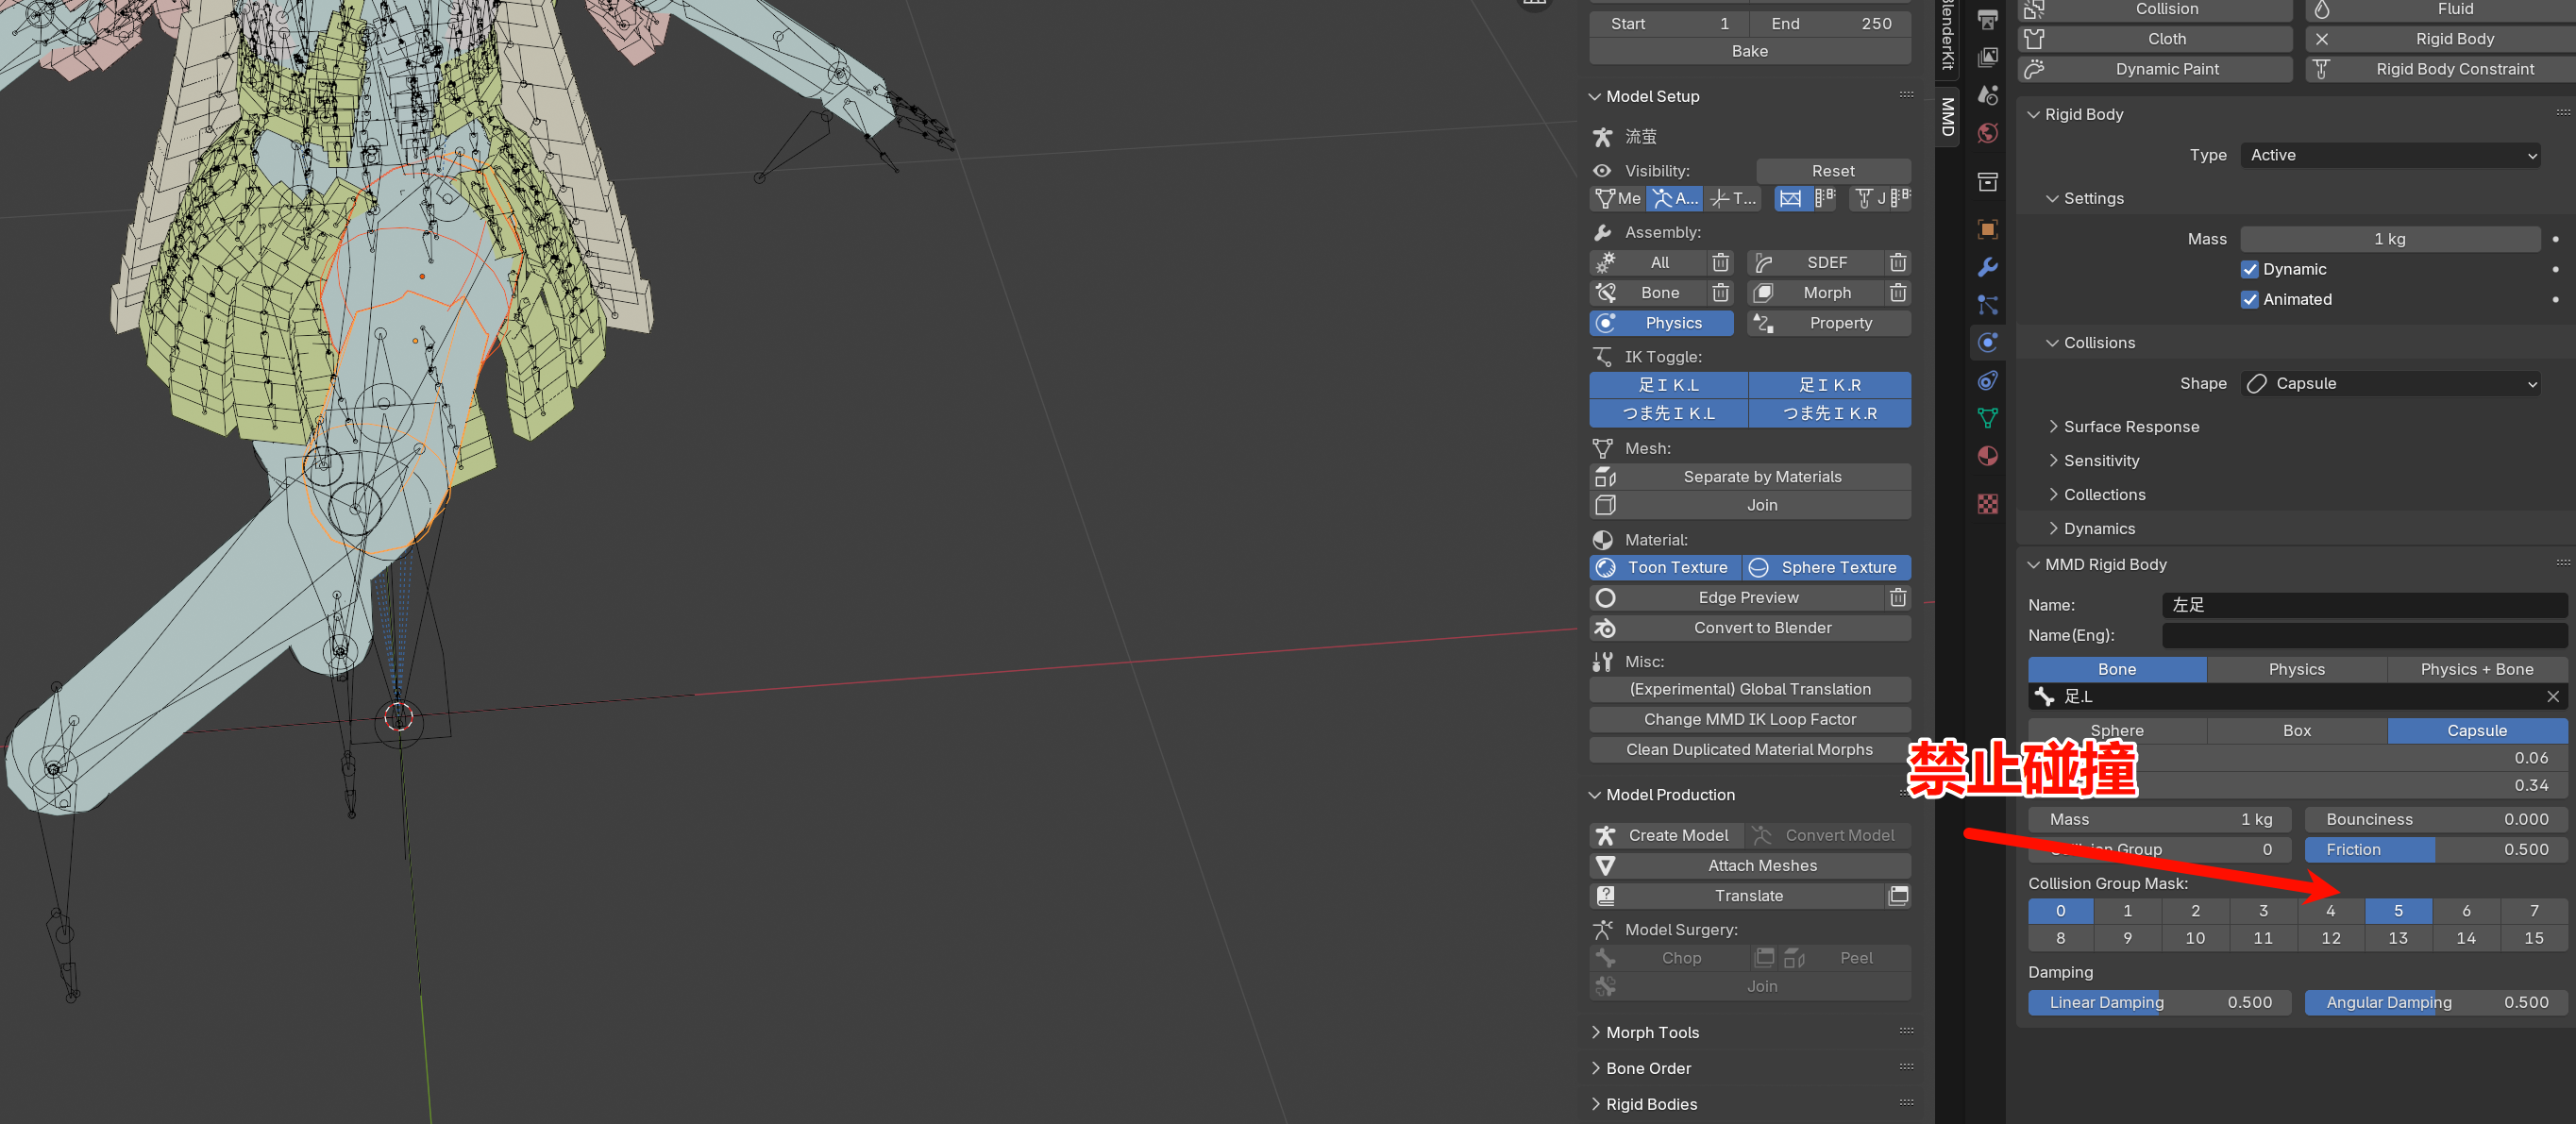 Start 1 End 250
Bake
Model Setup
流萤
Visibility: Reset
Me A... T... J
Assembly:
All SDEF
Bone Morph
Physics Property
IK Toggle:
足ＩＫ.L 足ＩＫ.R
つま先ＩＫ.L つま先ＩＫ.R
Mesh:
Separate by Materials
Join
Material:
Toon Texture Sphere Texture
Edge Preview
Convert to Blender
Misc:
(Experimental) Global Translation
Change MMD IK Loop Factor
Clean Duplicated Material Morphs
Model Production
Create Model Convert Model
Attach Meshes
Translate
Model Surgery:
Chop Peel
Join
Morph Tools
Bone Order
Rigid Bodies
BlenderKit
MMD
Collision Fluid
Cloth Rigid Body
Dynamic Paint Rigid Body Constraint
Rigid Body
Type Active
Settings
Mass 1 kg
Dynamic
Animated
Collisions
Shape Capsule
Surface Response
Sensitivity
Collections
Dynamics
MMD Rigid Body
Name: 左足
Name(Eng):
Bone Physics Physics + Bone
足.L
Sphere Box Capsule
禁止碰撞
0.06
0.34
Mass 1 kg Bounciness 0.000
Collision Group 0 Friction 0.500
Collision Group Mask:
0 1 2 3 4 5 6 7
8 9 10 11 12 13 14 15
Damping
Linear Damping 0.500 Angular Damping 0.500